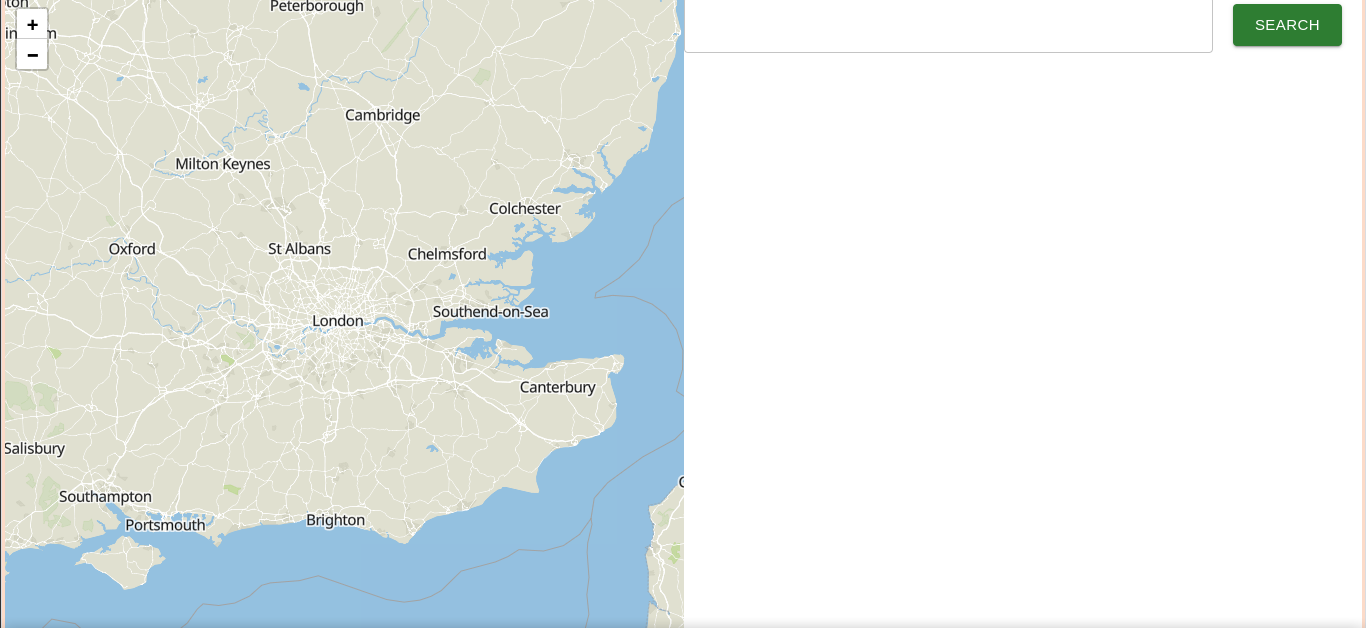 Peterborough
+
−
SEARCH
Cambridge
Milton Keynes
Colchester
Oxford
St Albans
Chelmsford
Southend-on-Sea
London
Canterbury
Salisbury
Southampton
Portsmouth
Brighton